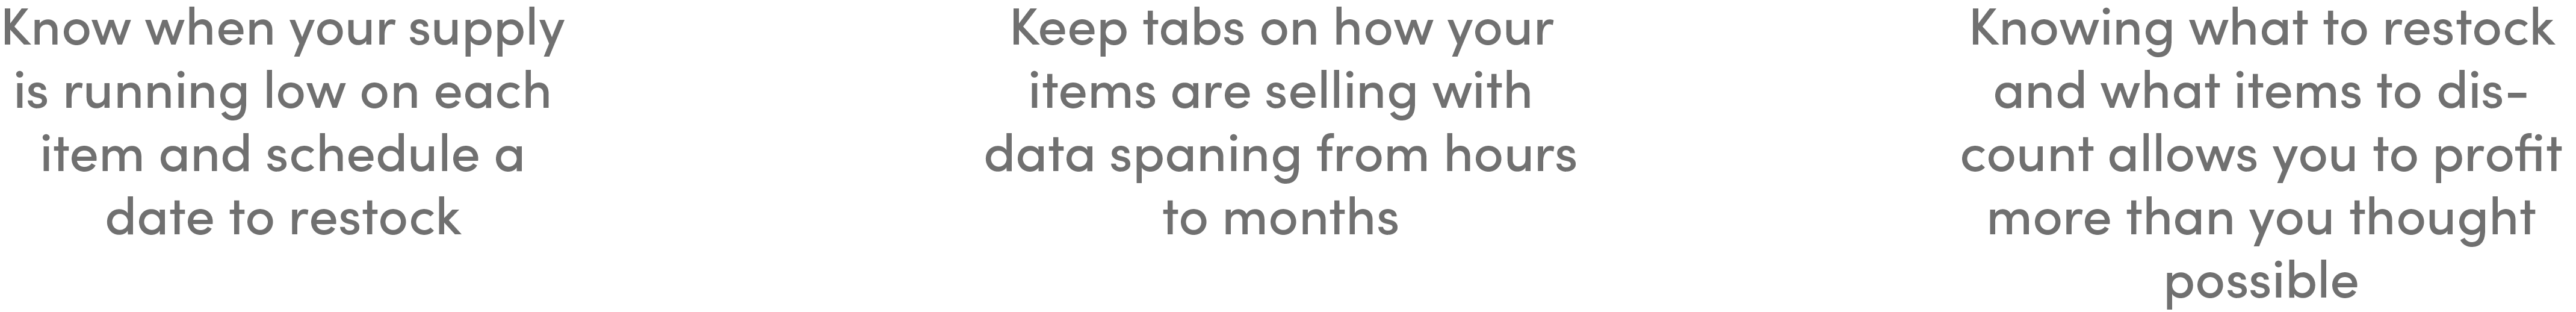 Know when your supply
is running low on each
item and schedule a
date to restock
Keep tabs on how your
items are selling with
data spaning from hours
to months
Knowing what to restock
and what items to dis-
count allows you to profit
more than you thought
possible